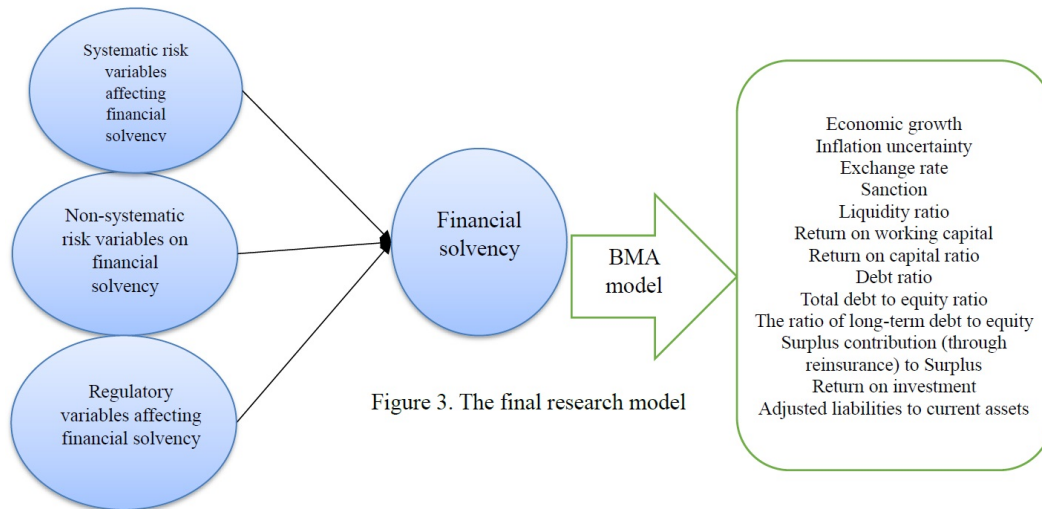 Systematic risk
variables
affecting
financial
solvency
Non-systematic
risk variables on
financial
solvency
Regulatory
variables affecting
financial solvency
Financial
solvency
BMA
model
Economic growth
Inflation uncertainty
Exchange rate
Sanction
Liquidity ratio
Return on working capital
Return on capital ratio
Debt ratio
Total debt to equity ratio
The ratio of long-term debt to equity
Surplus contribution (through
reinsurance) to Surplus
Return on investment
Adjusted liabilities to current assets
Figure 3. The final research model